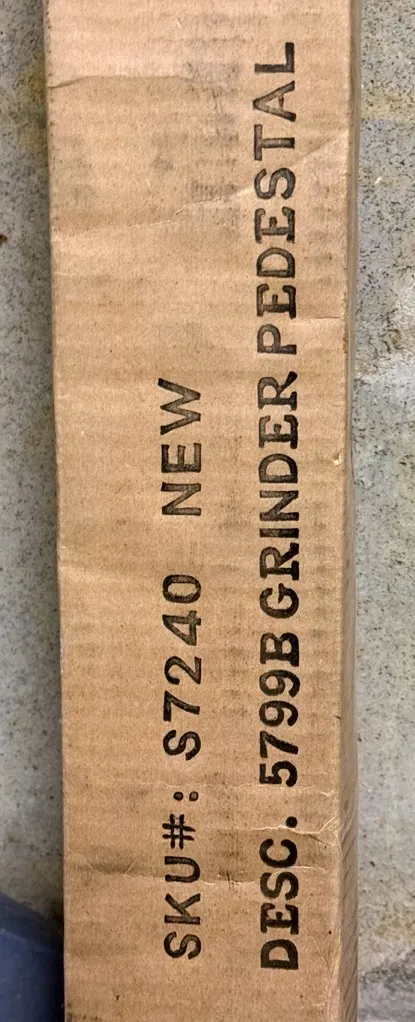 SKU#: S7240 NEW
DESC. 5799B GRINDER PEDESTAL